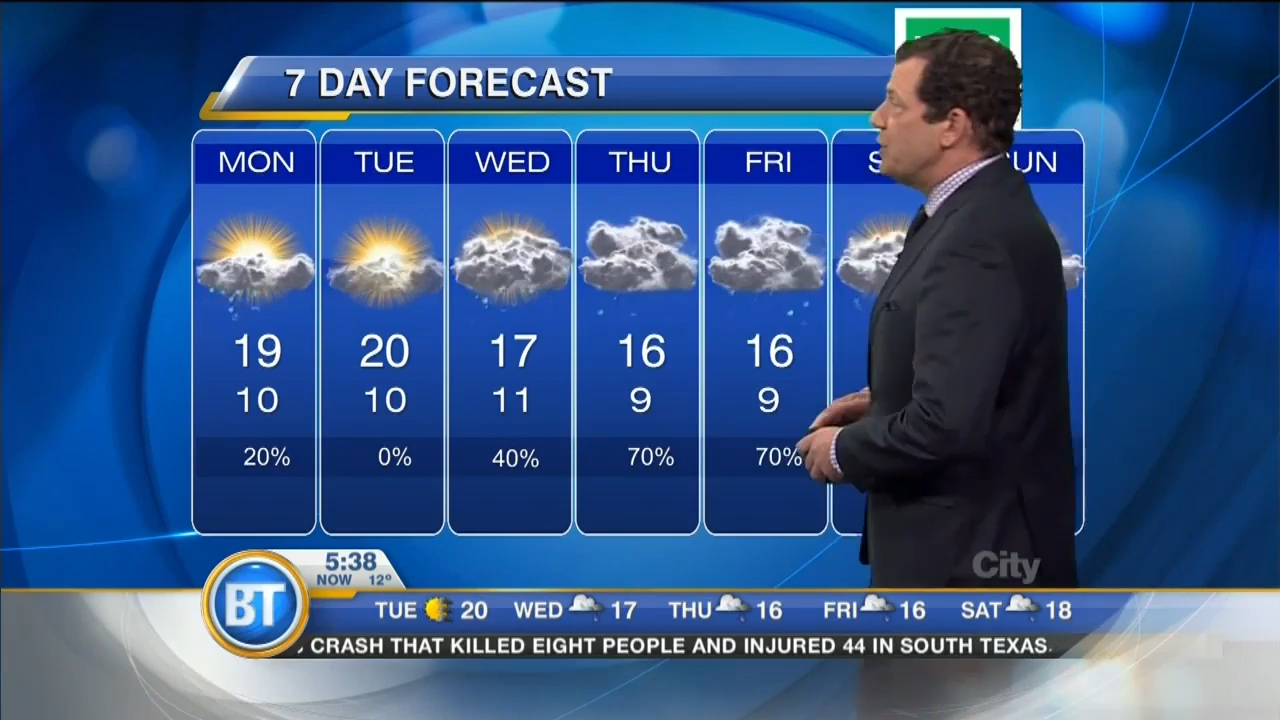 7 DAY FORECAST
MON TUE WED THU FRI
19 20 17 16 16
10 10 11 9 9
20% 0% 40% 70% 70%
City
5:38
NOW 12°
BT
TUE 20 WED 17 THU 16 FRI 16 SAT 18
CRASH THAT KILLED EIGHT PEOPLE AND INJURED 44 IN SOUTH TEXAS.